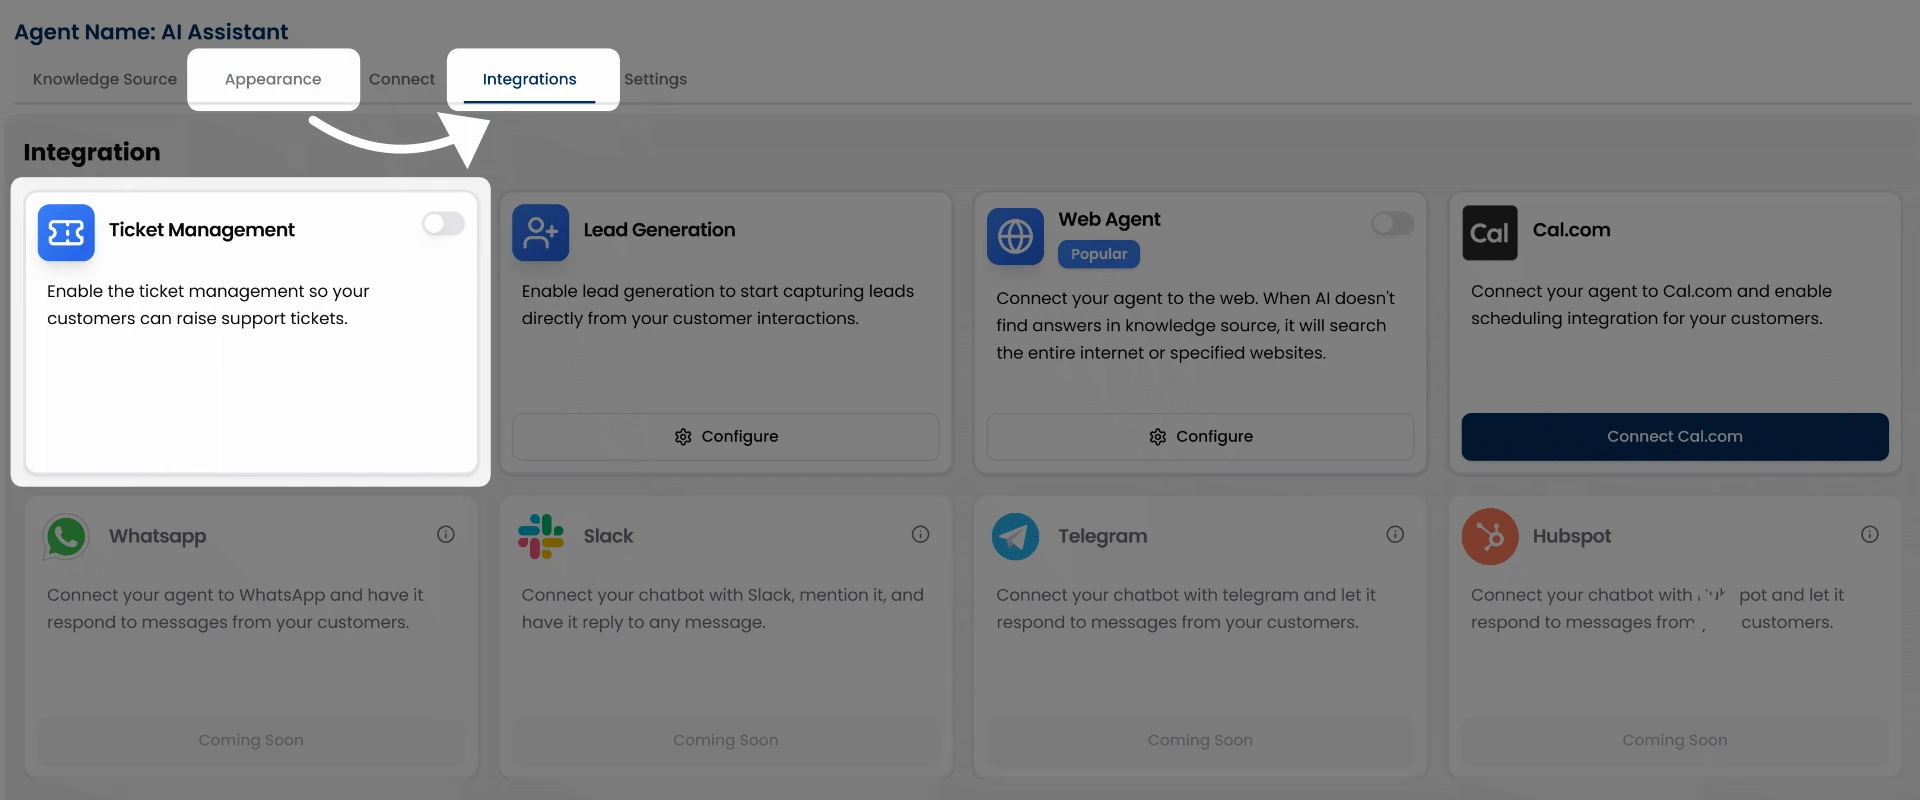 Agent Name: AI Assistant
Knowledge Source
Appearance
Connect
Integrations
Settings
Integration
Ticket Management
Enable the ticket management so your
customers can raise support tickets.
Lead Generation
Enable lead generation to start capturing leads
directly from your customer interactions.
Configure
Web Agent
Popular
Connect your agent to the web. When AI doesn't
find answers in knowledge source, it will search
the entire internet or specified websites.
Configure
Cal
Cal.com
Connect your agent to Cal.com and enable
scheduling integration for your customers.
Connect Cal.com
Whatsapp
Connect your agent to WhatsApp and have it
respond to messages from your customers.
Coming Soon
Slack
Connect your chatbot with Slack, mention it, and
have it reply to any message.
Coming Soon
Telegram
Connect your chatbot with telegram and let it
respond to messages from your customers.
Coming Soon
Hubspot
Connect your chatbot with and let it
respond to messages from customers.
Coming Soon